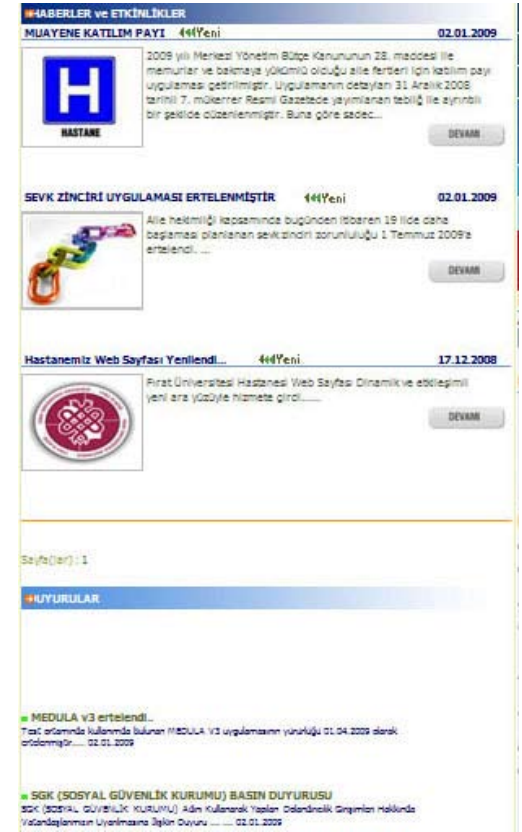 HABERLER ve ETKİNLİKLER
MUAYENE KATILIM PAYI Yeni 02.01.2009
2009 yılı Merkezi Yönetim Bütçe Kanununun 28. maddesi ile
memurlar ve bakmaya yükümlü olduğu aile fertleri için katılım payı
uygulaması getirilmiştir. Uygulamanın detayları 31 Aralık 2008
tarihli 7. mükerrer Resmi Gazetede yayımlanan tebliğ ile ayrıntılı
bir şekilde düzenlenmiştir. Buna göre sadec...
H
HASTANE
DEVAMI
SEVK ZİNCİRİ UYGULAMASI ERTELENMİŞTİR Yeni 02.01.2009
Aile hekimliği kapsamında bugünden itibaren 19 ilde daha
başlaması planlanan sevk zinciri zorunluluğu 1 Temmuz 2009'a
ertelendi. ...
DEVAMI
Hastanemiz Web Sayfası Yenilendi... Yeni 17.12.2008
Fırat Üniversitesi Hastanesi Web Sayfası Dinamik ve etkileşimli
yeni ara yüzüyle hizmete girdi......
DEVAMI
Sayfa(lar) : 1
UYURULAR
MEDULA v3 ertelendi..
Test ortamında kullanımda bulunan MEDULA V3 uygulamasının yürürlüğü 01.04.2009 olarak
ertelenmiştir.... 02.01.2009
SGK (SOSYAL GÜVENLİK KURUMU) BASIN DUYURUSU
SGK (SOSYAL GÜVENLİK KURUMU) Adını Kullanarak Yapılan Dolandırıcılık Girişimleri Hakkında
Vatandaşlarımızın Uyarılmasına İlişkin Duyuru ... ... 02.01.2009